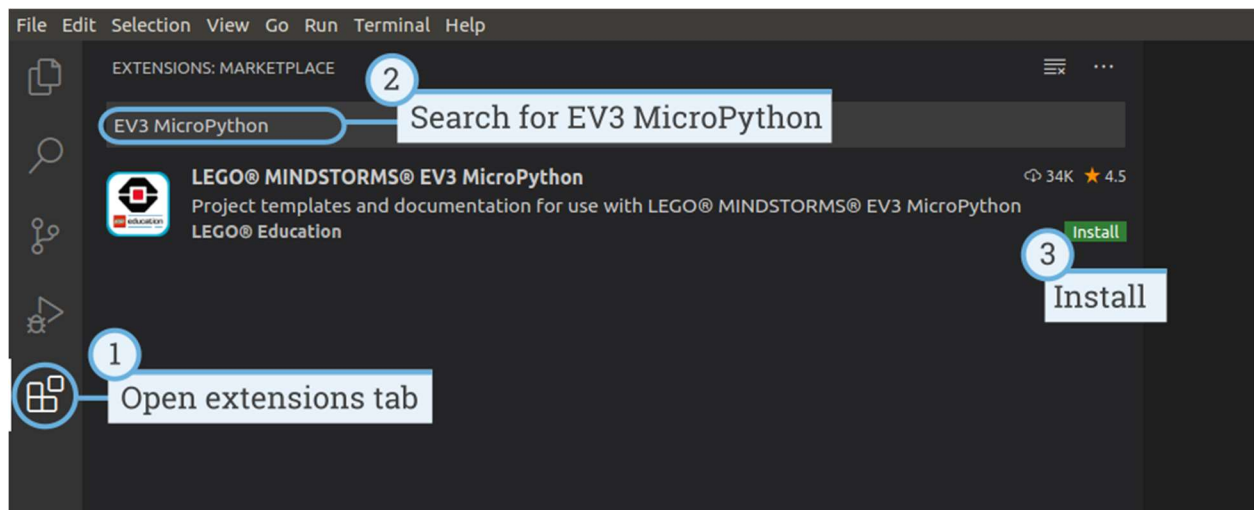 File Edit Selection View Go Run Terminal Help
EXTENSIONS: MARKETPLACE
2
EV3 MicroPython
Search for EV3 MicroPython
LEGO® MINDSTORMS® EV3 MicroPython
34K ★ 4.5
Project templates and documentation for use with LEGO® MINDSTORMS® EV3 MicroPython
education
LEGO® Education
Install
3
Install
1
Open extensions tab